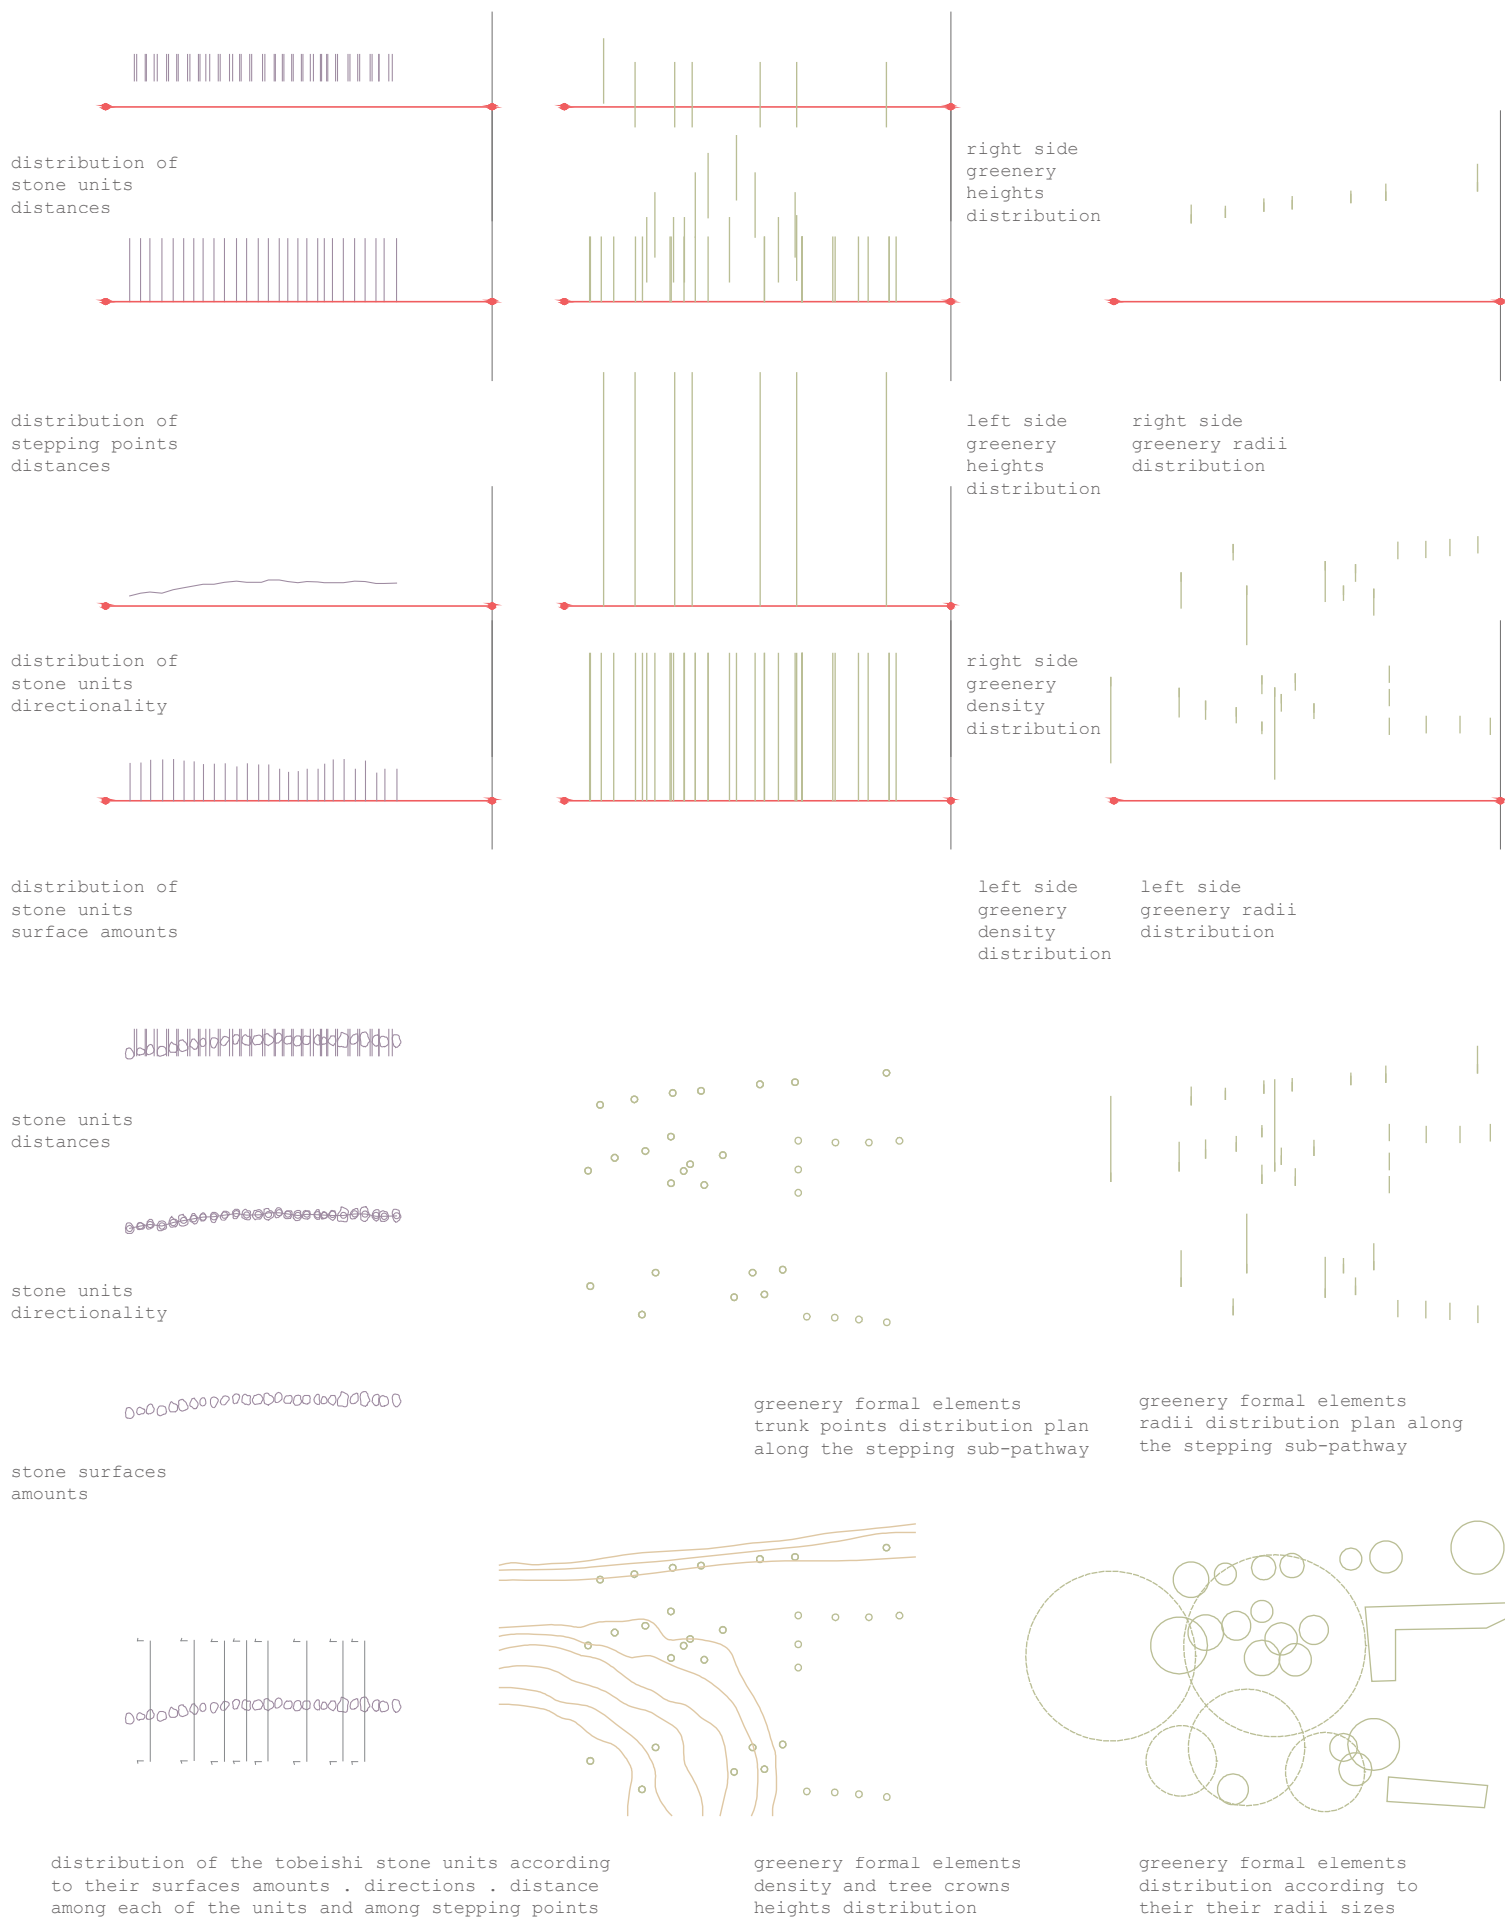 distribution of
stone units
distances
right side
greenery
heights
distribution
distribution of
stepping points
distances
left side
greenery
heights
distribution
right side
greenery radii
distribution
distribution of
stone units
directionality
right side
greenery
density
distribution
distribution of
stone units
surface amounts
left side
greenery
density
distribution
left side
greenery radii
distribution
stone units
distances
stone units
directionality
greenery formal elements
trunk points distribution plan
along the stepping sub-pathway
greenery formal elements
radii distribution plan along
the stepping sub-pathway
stone surfaces
amounts
distribution of the tobeishi stone units according
to their surfaces amounts . directions . distance
among each of the units and among stepping points
greenery formal elements
density and tree crowns
heights distribution
greenery formal elements
distribution according to
their their radii sizes